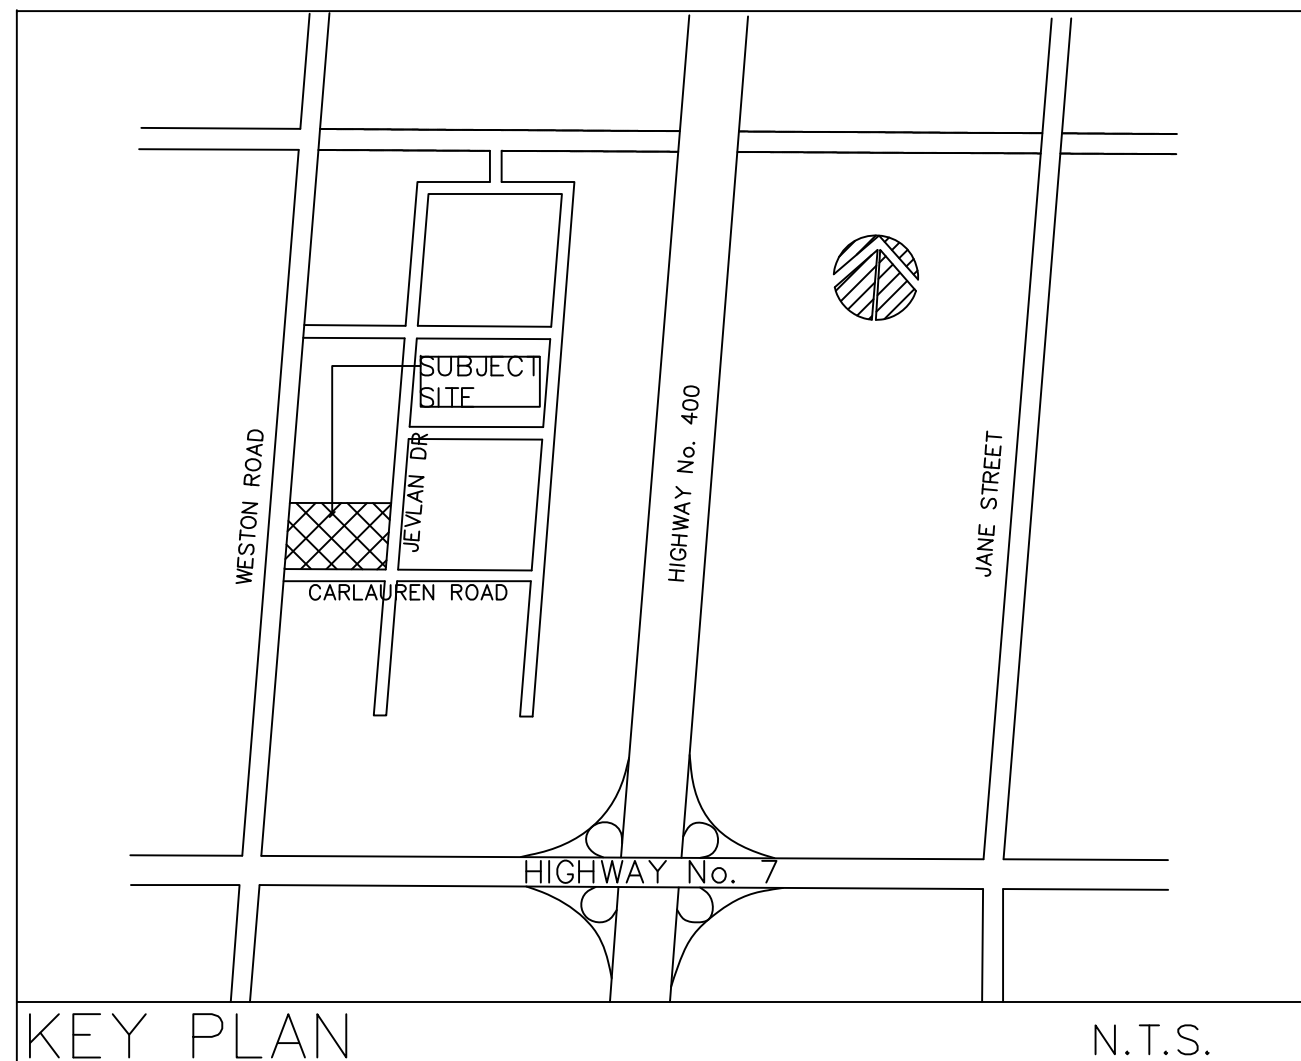 SUBJECT
SITE
HIGHWAY No. 400
WESTON ROAD
JEVLAN DR
JANE STREET
CARLAUREN ROAD
HIGHWAY No. 7
KEY PLAN
N.T.S.